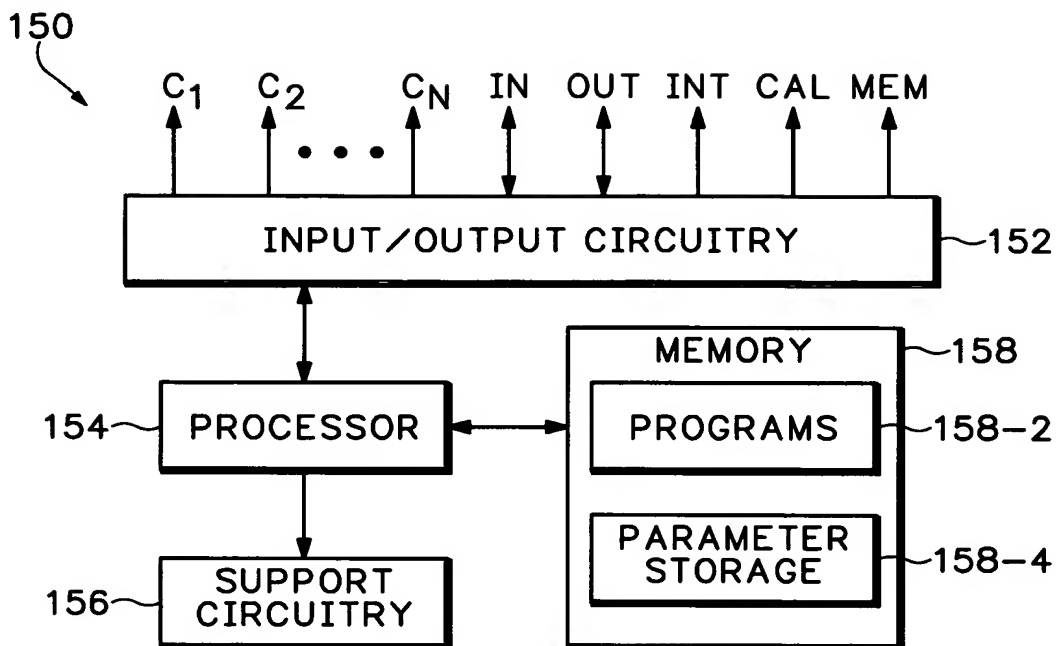 150
C1 C2 • • • CN IN OUT INT CAL MEM
INPUT/OUTPUT CIRCUITRY
152
MEMORY
158
154
PROCESSOR
PROGRAMS
158-2
PARAMETER
STORAGE
158-4
156
SUPPORT
CIRCUITRY